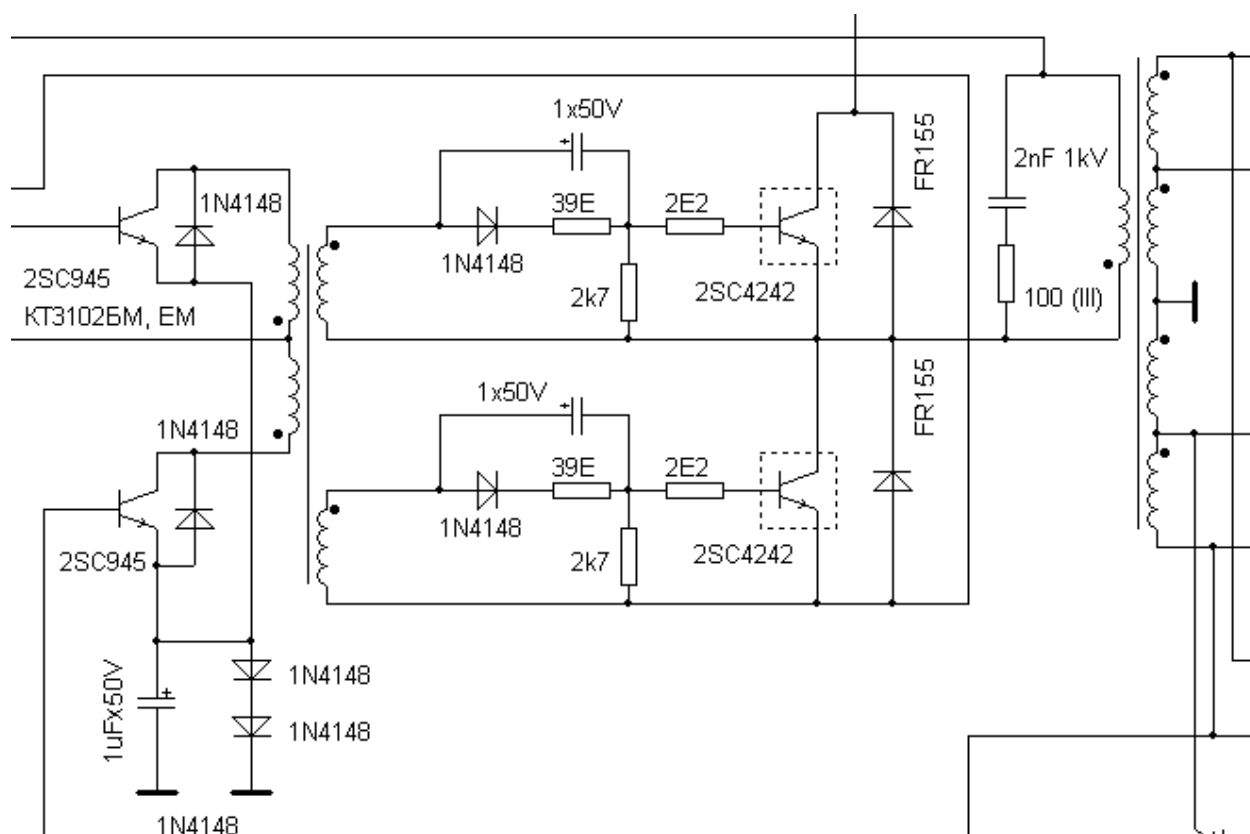 1x50V
FR155
2nF 1kV
1N4148
39E
2E2
1N4148
2SC945
КТ3102БМ, ЕМ
2k7
2SC4242
100 (III)
1x50V
FR155
1N4148
39E
2E2
1N4148
2SC945
2k7
2SC4242
1uFx50V
1N4148
1N4148
1N4148